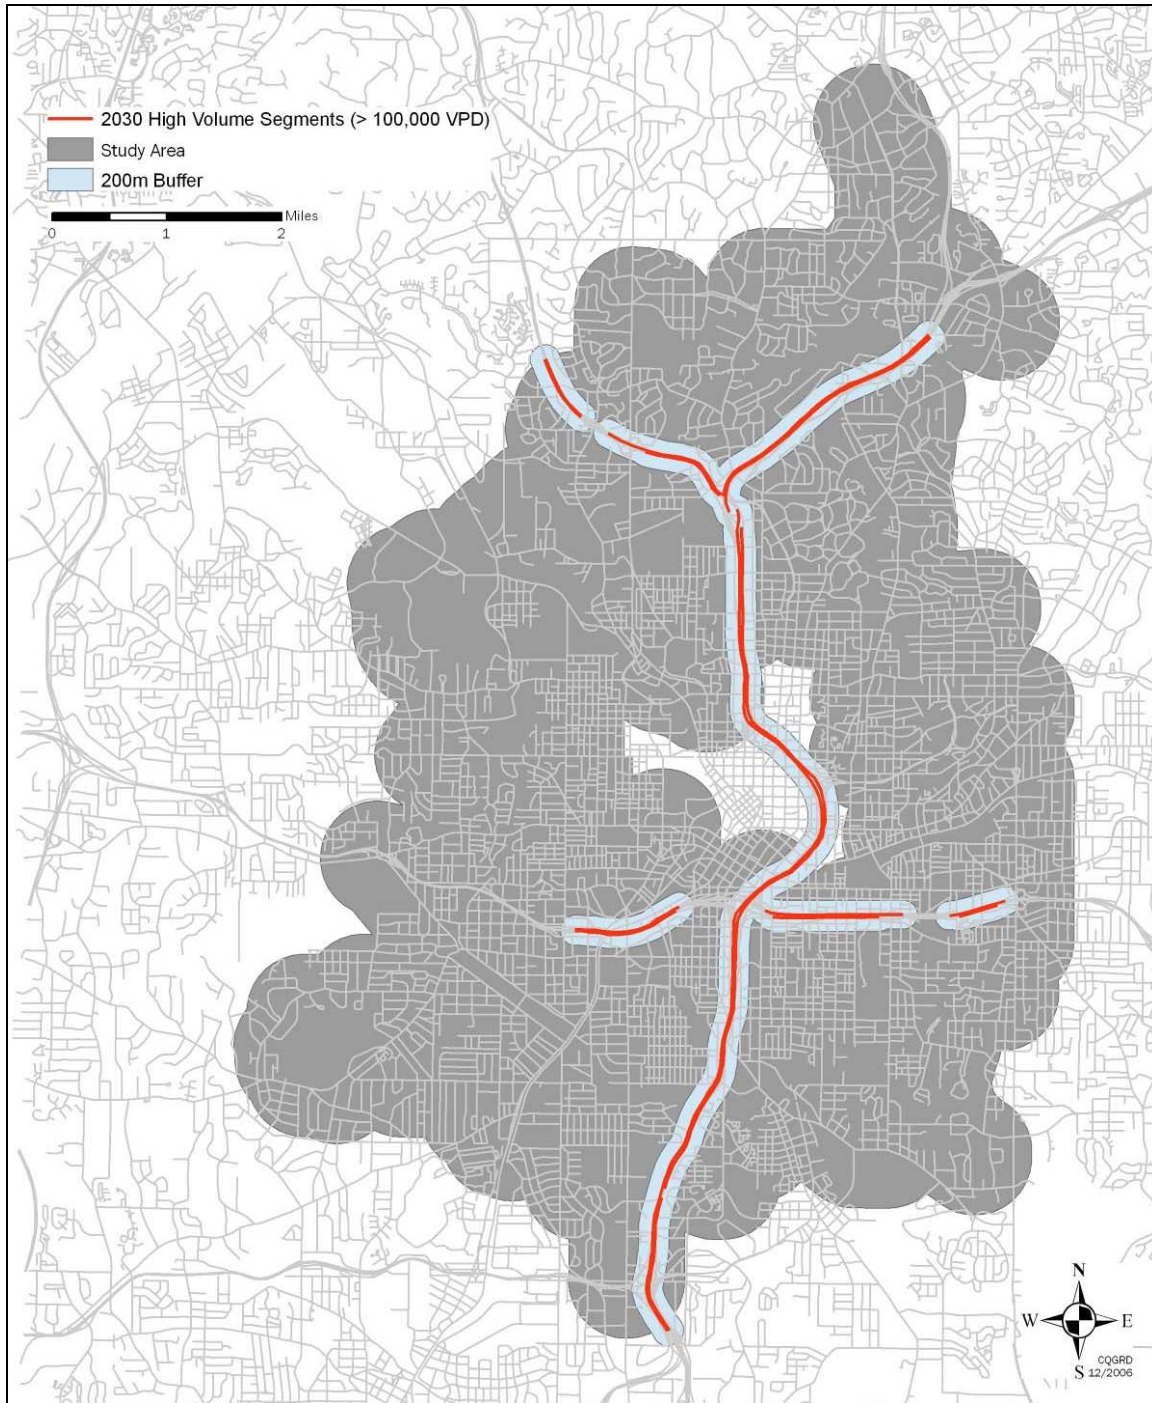 2030 High Volume Segments (> 100,000 VPD)
Study Area
200m Buffer
Miles
0 1 2
N
W E
S
CQGRD
12/2006